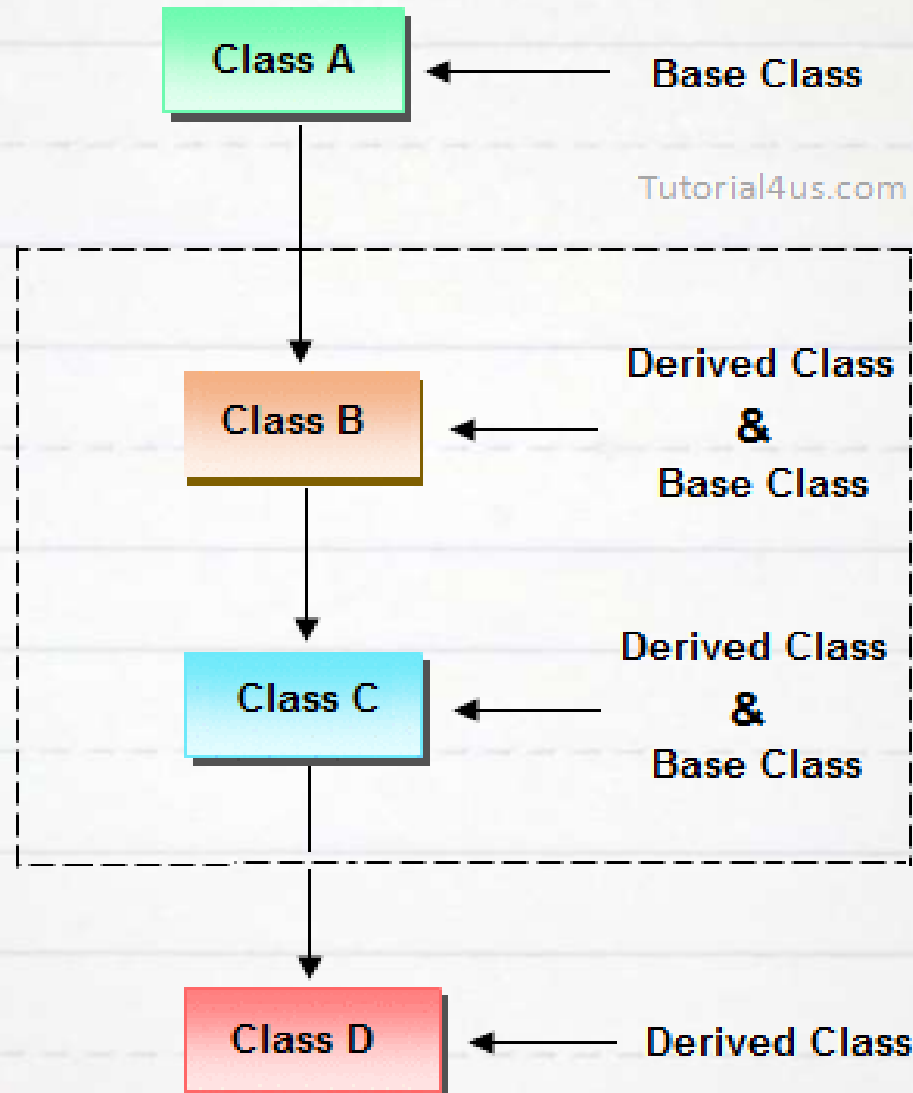 Class A
Base Class
Tutorial4us.com
Derived Class
Class B
&
Base Class
Derived Class
Class C
&
Base Class
Class D
Derived Class